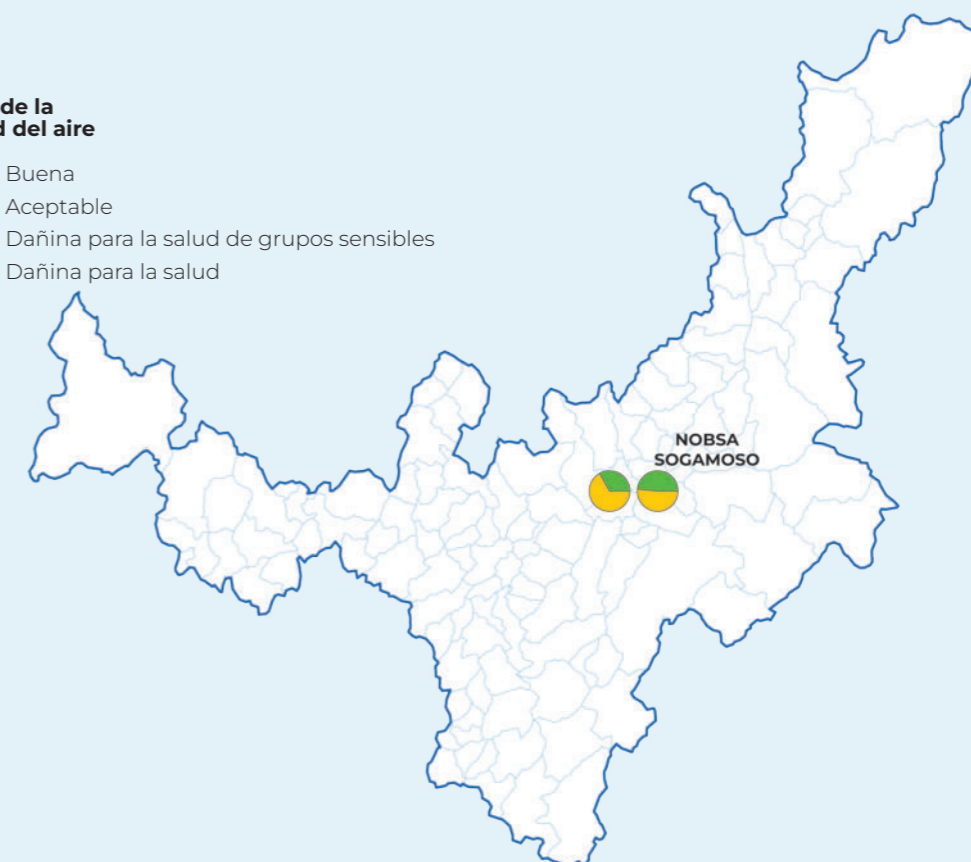 de la
d del aire
Buena
Aceptable
Dañina para la salud de grupos sensibles
Dañina para la salud
NOBSA
SOGAMOSO